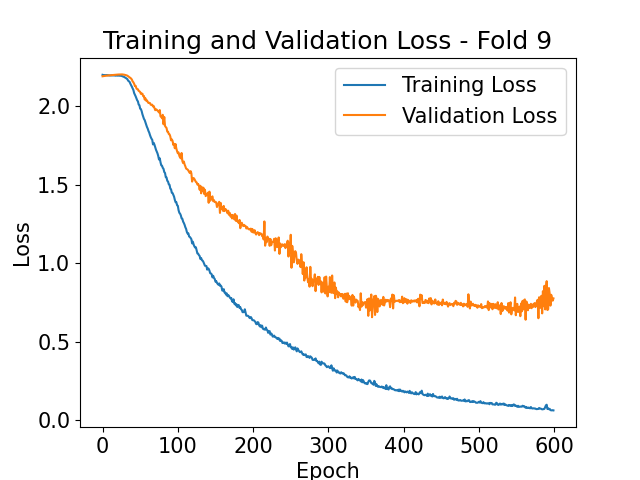 Training and Validation Loss - Fold 9
Training Loss
Validation Loss
Loss
2.0
1.5
1.0
0.5
0.0
0 100 200 300 400 500 600
Epoch